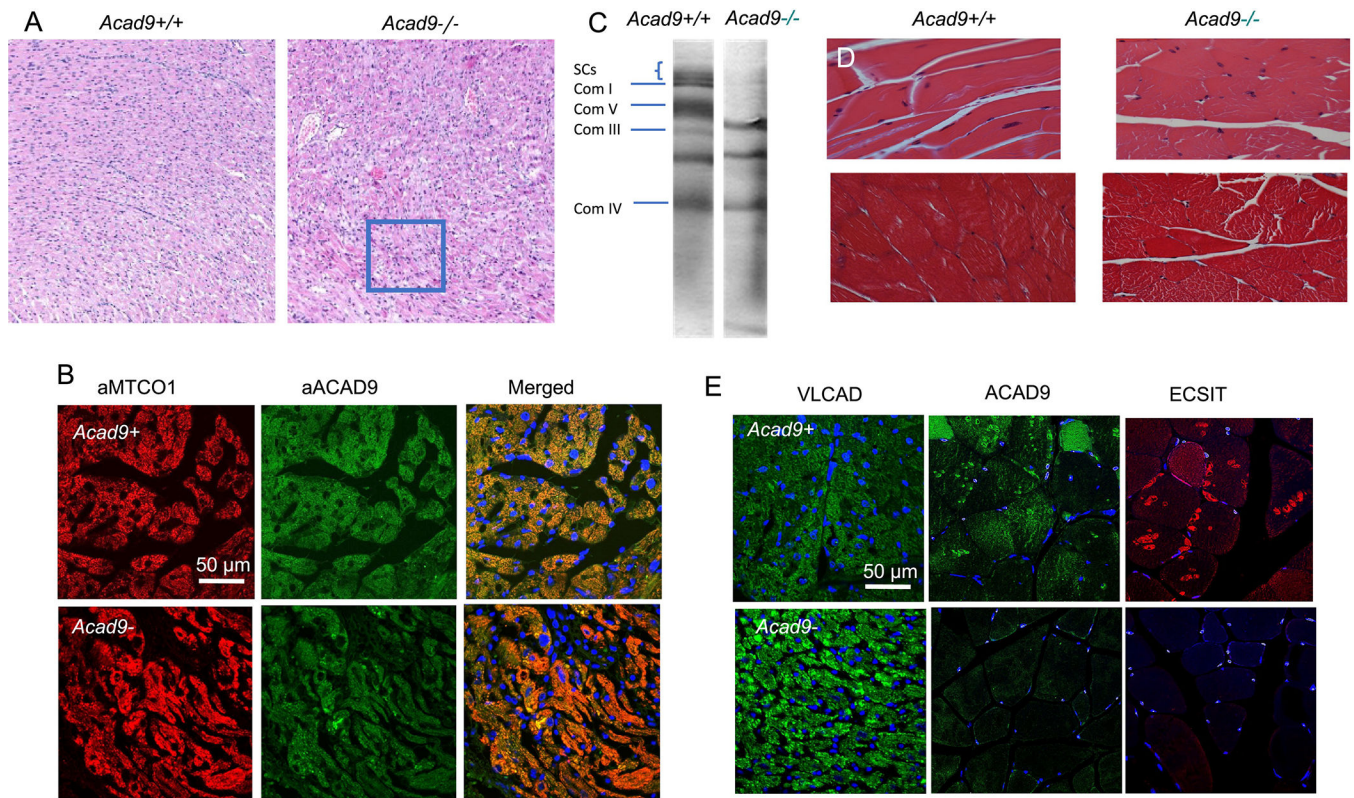 A
Acad9+/+ Acad9-/-
B
aMTCO1 aACAD9 Merged
Acad9+
50 µm
Acad9-
C
Acad9+/+ Acad9-/-
SCs
Com I
Com V
Com III
Com IV
D
Acad9+/+ Acad9-/-
E
VLCAD ACAD9 ECSIT
Acad9+
50 µm
Acad9-